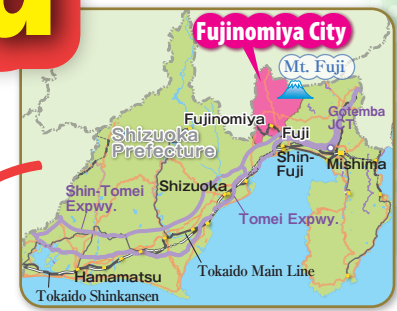 Fujinomiya City
Mt. Fuji
Fujinomiya
Gotemba
JCT
Fuji
Shizuoka
Prefecture
Shin-
Fuji
Mishima
Shin-Tomei
Expwy.
Shizuoka
Tomei Expwy.
Hamamatsu
Tokaido Main Line
Tokaido Shinkansen